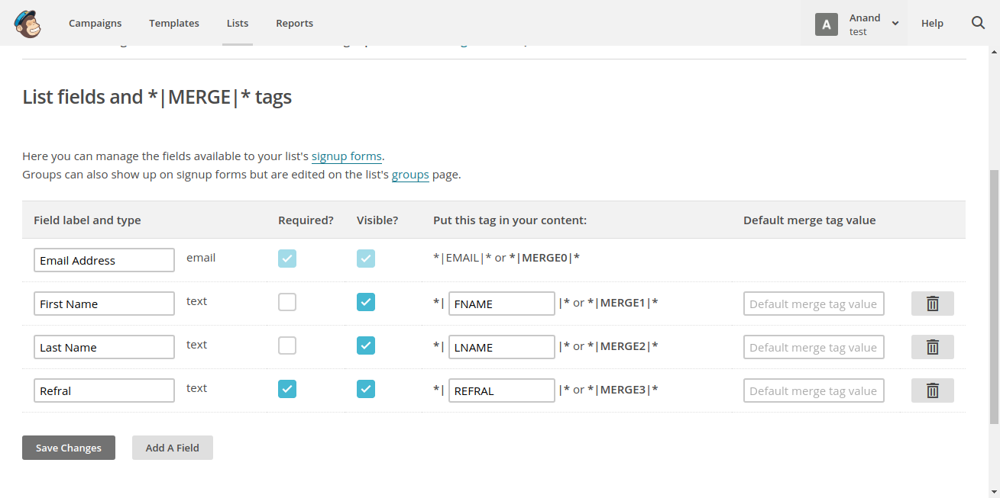 Campaigns Templates Lists Reports A Anand Help
test
List fields and *|MERGE|* tags
Here you can manage the fields available to your list's signup forms.
Groups can also show up on signup forms but are edited on the list's groups page.
Field label and type Required? Visible? Put this tag in your content: Default merge tag value
Email Address email *|EMAIL|* or *|MERGE0|*
First Name text *| FNAME |* or *|MERGE1|* Default merge tag value
Last Name text *| LNAME |* or *|MERGE2|* Default merge tag value
Refral text *| REFRAL |* or *|MERGE3|* Default merge tag value
Save Changes Add A Field